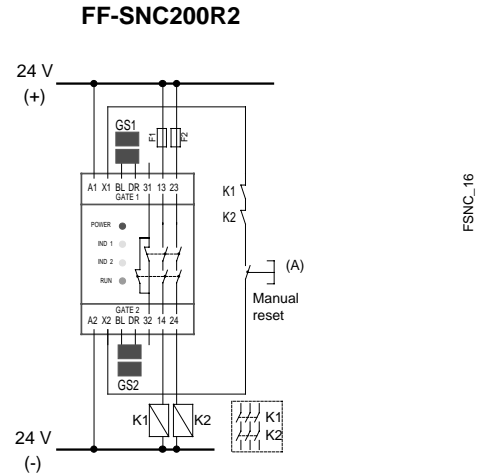 FF-SNC200R2
24 V
(+)
GS1
F1
F2
A1 X1 BL DR 31 13 23
GATE 1
K1
K2
POWER
IND 1
IND 2
RUN
(A)
Manual
reset
GATE 2
A2 X2 BL DR 32 14 24
GS2
K1
K2
K1
K2
24 V
(-)
FSNC_16